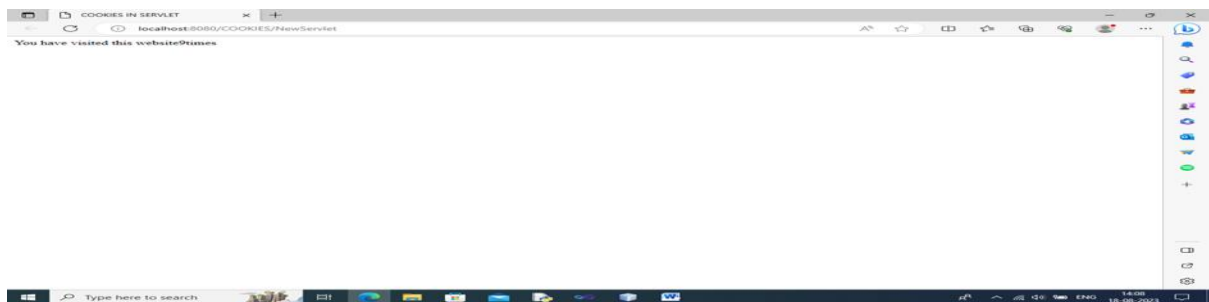 COOKIES IN SERVLET
localhost:8080/COOKIES/NewServlet
You have visited this website9times
Type here to search
ENG
14:08
18-08-2023